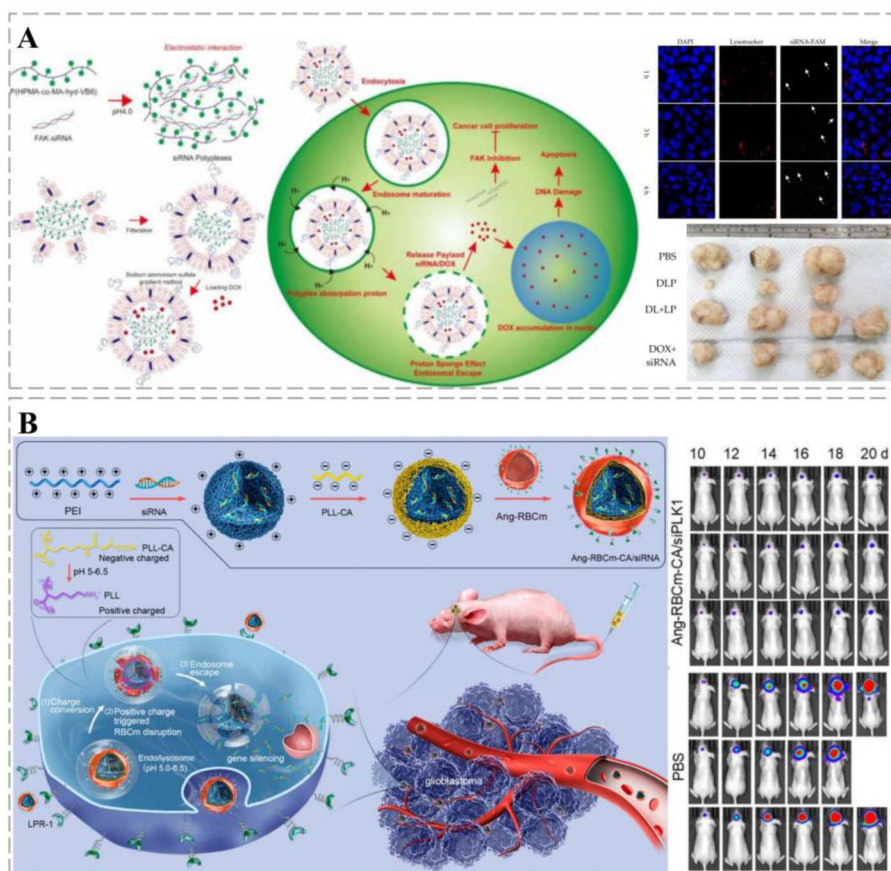 A
P(HPMA-co-MA-hyd-VB6)
pH4.0
FAK-siRNA
Electrostatic interaction
siRNA Polyplexes
Filteration
Sodium ammonium sulfate
gradient method
Loading DOX
Endocytosis
Endosome maturation
H+
H+
H+
H+
H+
H+
Polyplex absorption proton
Cancer cell proliferation
FAK Inhibition
Apoptosis
DNA Damage
Release Paylaod
siRNA/DOX
DOX accumulation in nuclei
Proton Sponge Effect
Endosomal Escape
DAPI
Lysotracker
siRNA-FAM
Merge
1 h
3 h
6 h
PBS
DLP
DL+LP
DOX+
siRNA
B
PEI
siRNA
PLL-CA
Ang-RBCm
Ang-RBCm-CA/siRNA
PLL-CA
Negative charged
pH 5-6.5
PLL
Positive charged
(1) Charge
conversion
(2) Positive charge
triggered
RBCm disruption
(3) Endosome
escape
Endo/lysosome
(pH 5.0-6.5)
gene silencing
LPR-1
glioblastoma
10 12 14 16 18 20 d
Ang-RBCm-CA/siPLK1
PBS